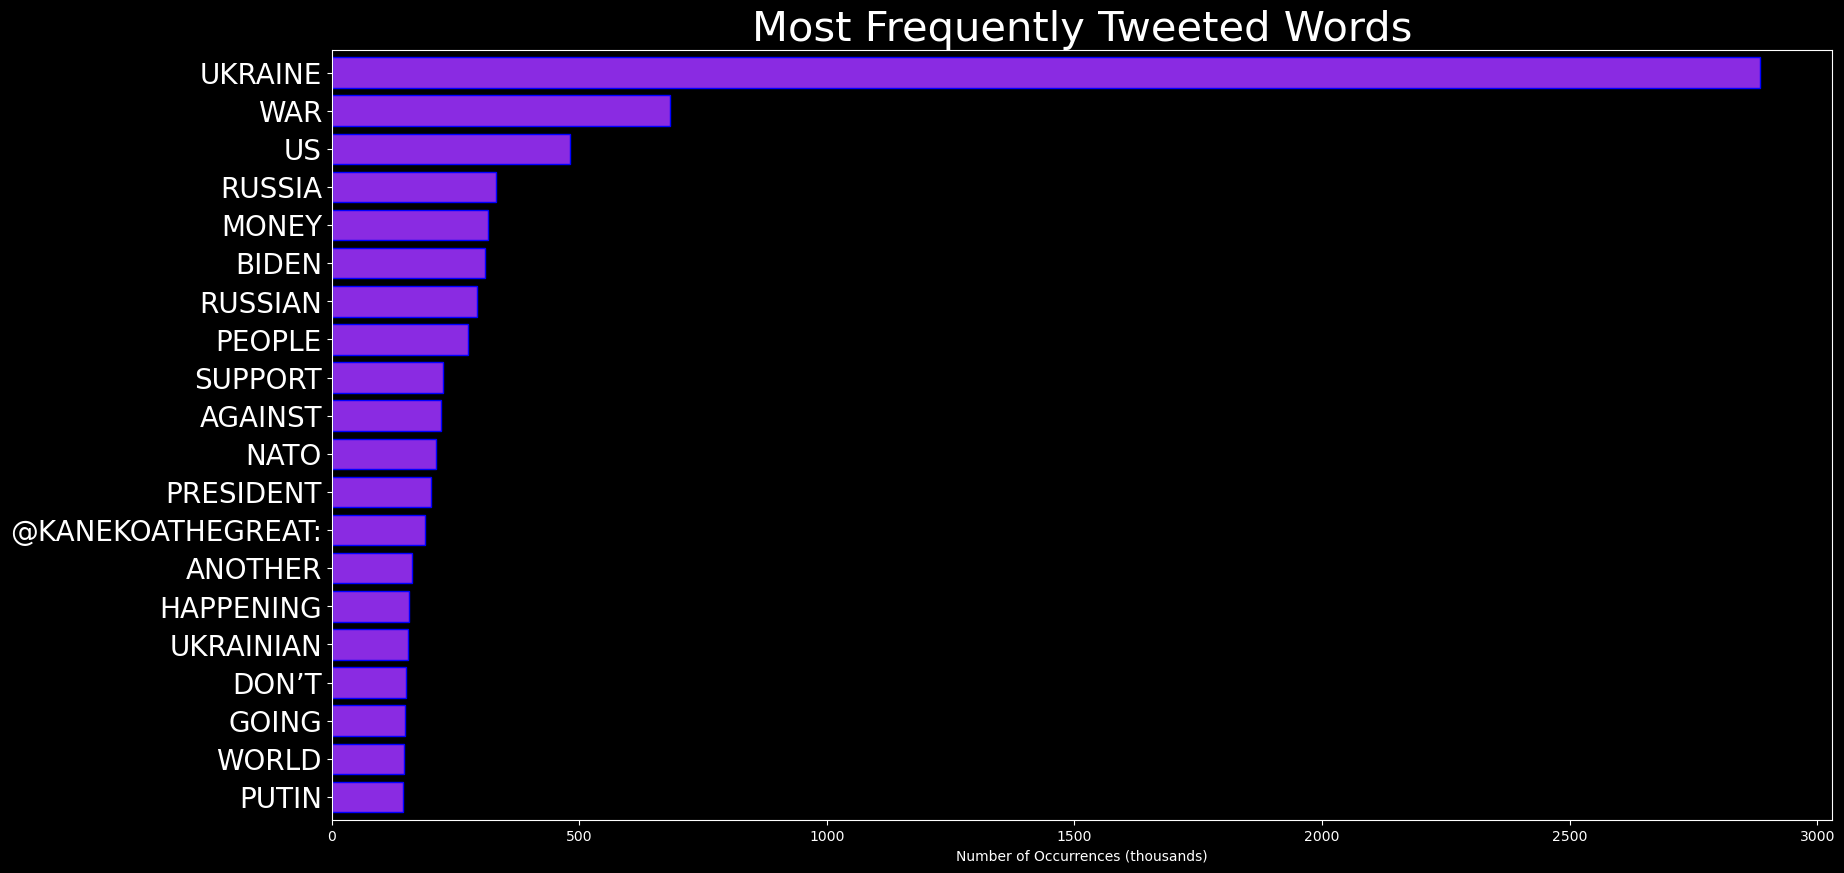 Most Frequently Tweeted Words
UKRAINE
WAR
US
RUSSIA
MONEY
BIDEN
RUSSIAN
PEOPLE
SUPPORT
AGAINST
NATO
PRESIDENT
@KANEKOATHEGREAT:
ANOTHER
HAPPENING
UKRAINIAN
DON’T
GOING
WORLD
PUTIN
0 500 1000 1500 2000 2500 3000
Number of Occurrences (thousands)